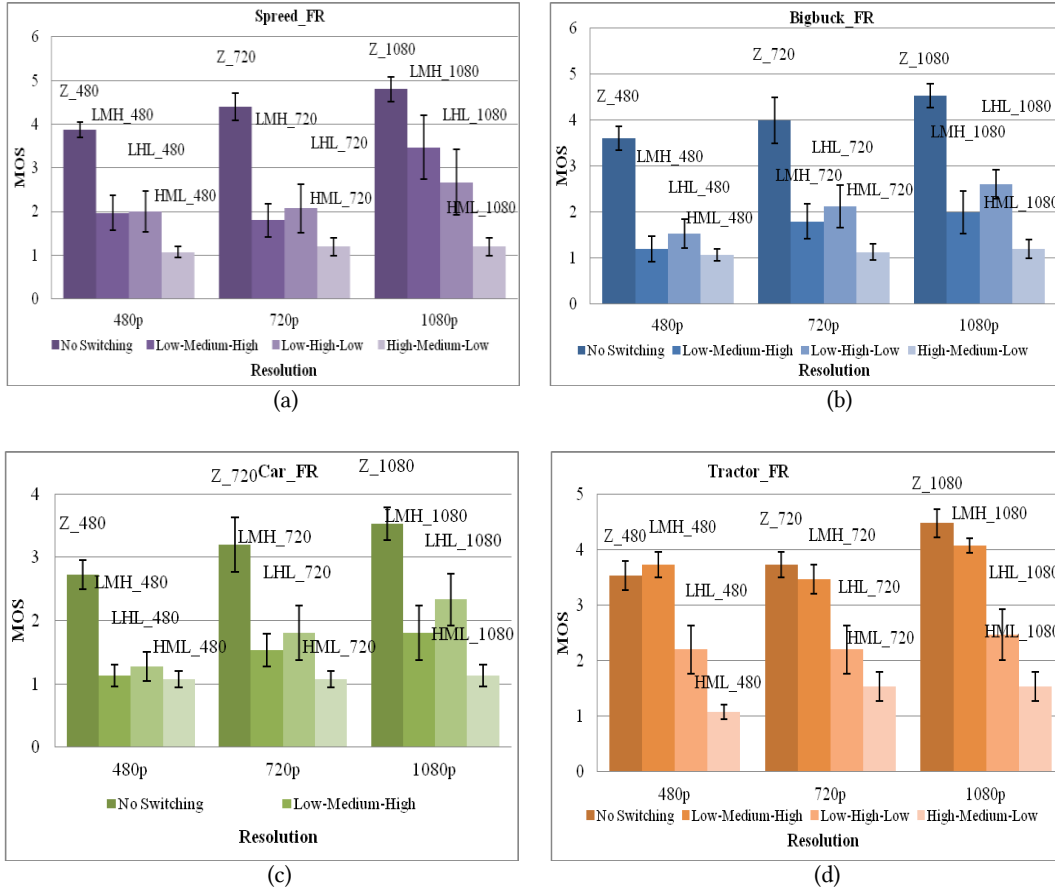 Spreed_FR
MOS
6
5
4
3
2
1
0
Z_480
LMH_480
LHL_480
HML_480
Z_720
LMH_720
LHL_720
HML_720
Z_1080
LMH_1080
LHL_1080
HML_1080
480p 720p 1080p
No Switching Low-Medium-High Low-High-Low High-Medium-Low
Resolution
(a)
Bigbuck_FR
MOS
6
5
4
3
2
1
0
Z_480
LMH_480
LHL_480
HML_480
Z_720
LMH_720
LHL_720
HML_720
Z_1080
LMH_1080
LHL_1080
HML_1080
480p 720p 1080p
No Switching Low-Medium-High Low-High-Low High-Medium-Low
Resolution
(b)
Car_FR
MOS
4
3
2
1
0
Z_480
LMH_480
LHL_480
HML_480
Z_720
LMH_720
LHL_720
HML_720
Z_1080
LMH_1080
LHL_1080
HML_1080
480p 720p 1080p
No Switching Low-Medium-High
Resolution
(c)
Tractor_FR
MOS
5
4
3
2
1
0
Z_480
LMH_480
LHL_480
HML_480
Z_720
LMH_720
LHL_720
HML_720
Z_1080
LMH_1080
LHL_1080
HML_1080
480p 720p 1080p
No Switching Low-Medium-High Low-High-Low High-Medium-Low
Resolution
(d)